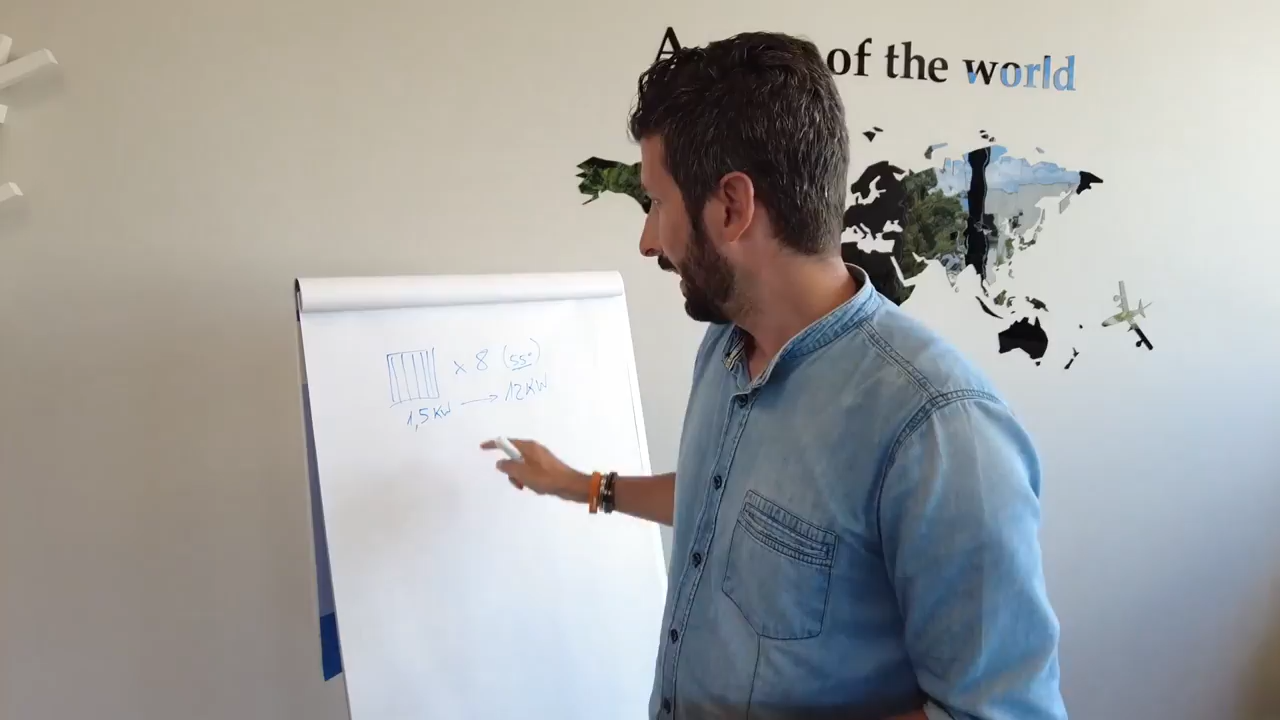 A of the world
x 8 (55°)
1,5 KW → 12 KW